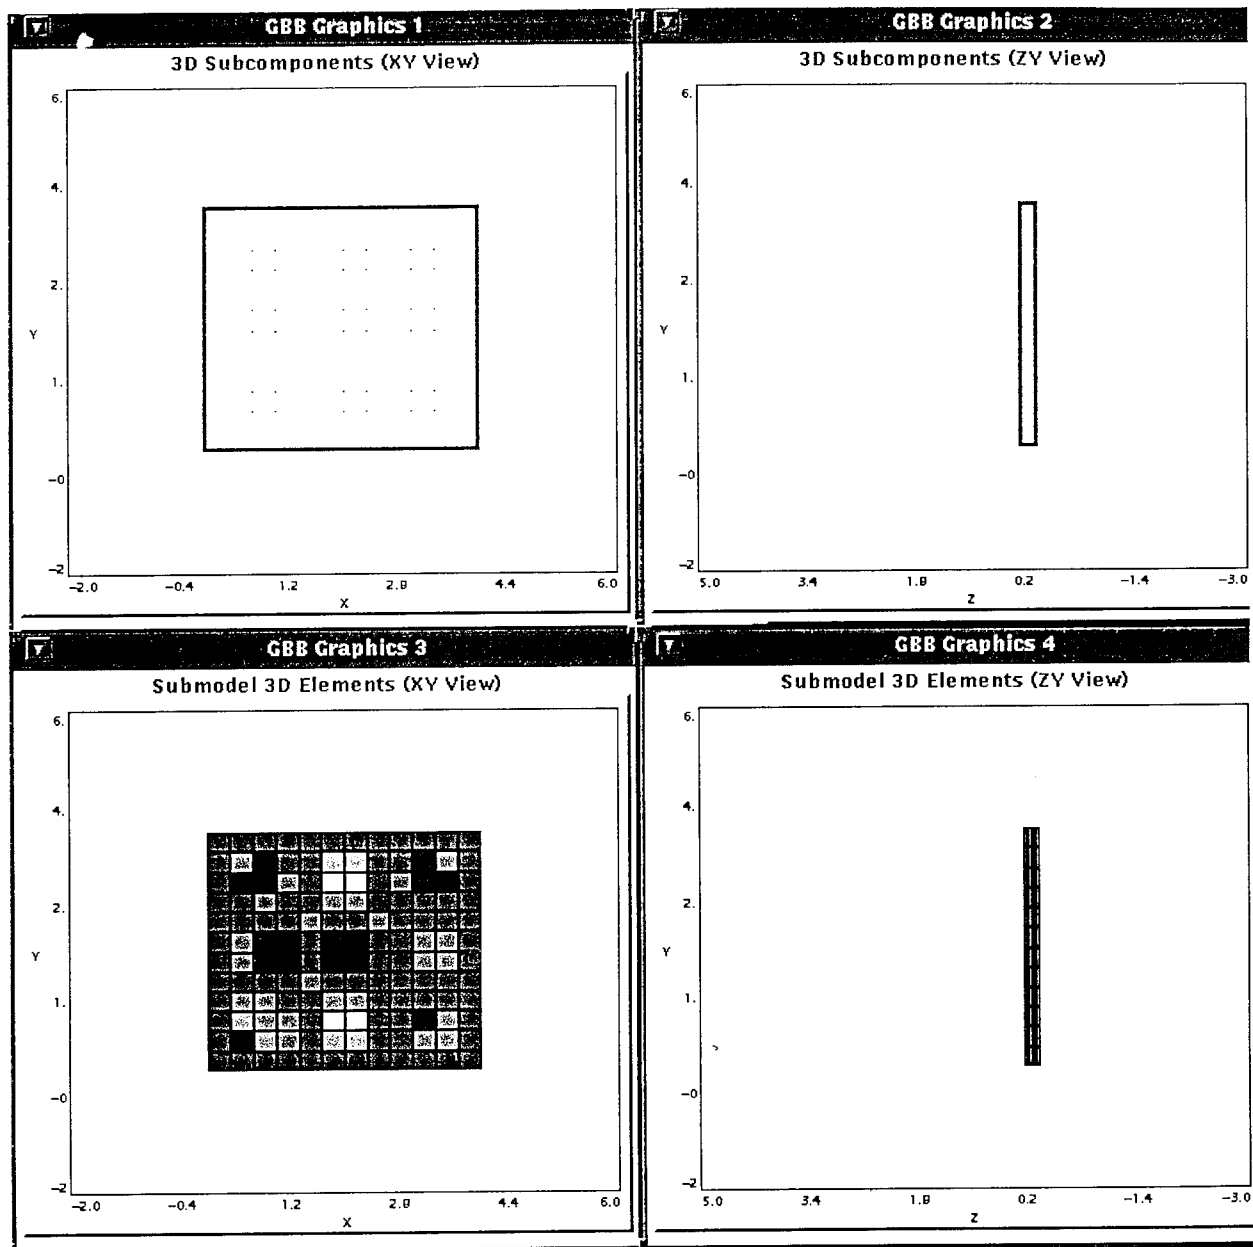 GBB Graphics 1
3D Subcomponents (XY View)
6.
4.
2.
Y
1.
-0
-2
-2.0 -0.4 1.2 2.8 4.4 6.0
X
GBB Graphics 2
3D Subcomponents (ZY View)
6.
4.
2.
Y
1.
-0
-2
5.0 3.4 1.8 0.2 -1.4 -3.0
Z
GBB Graphics 3
Submodel 3D Elements (XY View)
6.
4.
2.
Y
1.
-0
-2
-2.0 -0.4 1.2 2.8 4.4 6.0
X
GBB Graphics 4
Submodel 3D Elements (ZY View)
6.
4.
2.
Y
1.
-0
-2
5.0 3.4 1.8 0.2 -1.4 -3.0
Z